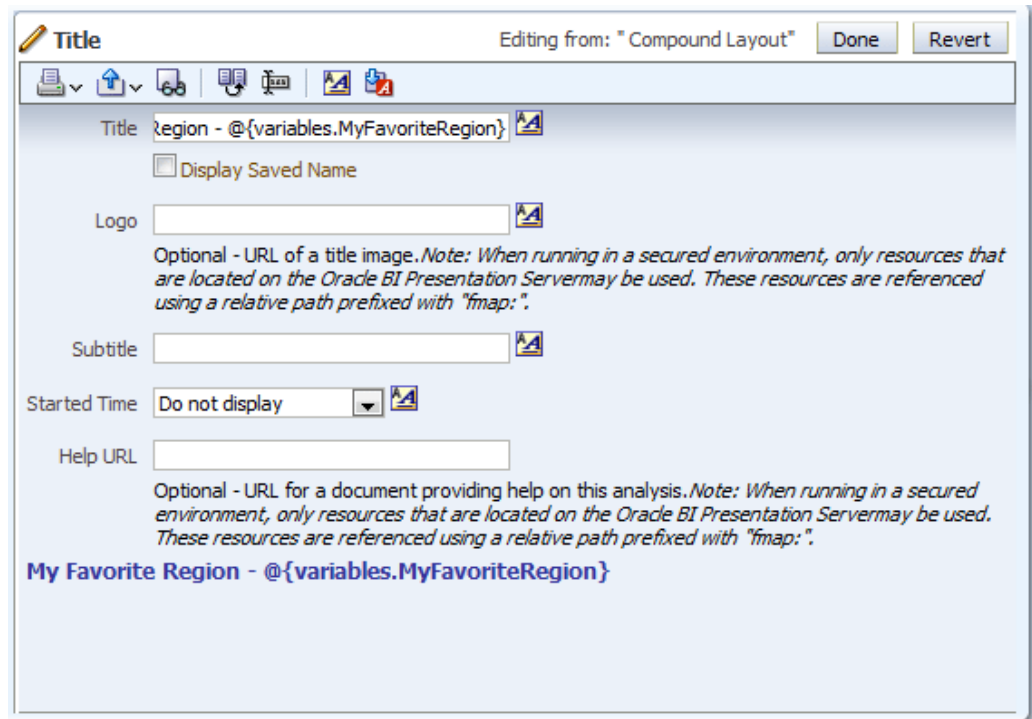 Title
Editing from: "Compound Layout"
Done
Revert
Title
Region - @{variables.MyFavoriteRegion}
Display Saved Name
Logo
Optional - URL of a title image. Note: When running in a secured environment, only resources that
are located on the Oracle BI Presentation Servermay be used. These resources are referenced
using a relative path prefixed with "fmap:".
Subtitle
Started Time
Do not display
Help URL
Optional - URL for a document providing help on this analysis. Note: When running in a secured
environment, only resources that are located on the Oracle BI Presentation Servermay be used.
These resources are referenced using a relative path prefixed with "fmap:".
My Favorite Region - @{variables.MyFavoriteRegion}